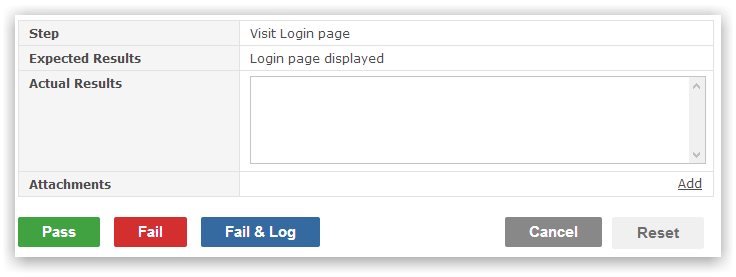 Step Visit Login page
Expected Results Login page displayed
Actual Results
Attachments Add
Pass Fail Fail & Log Cancel Reset